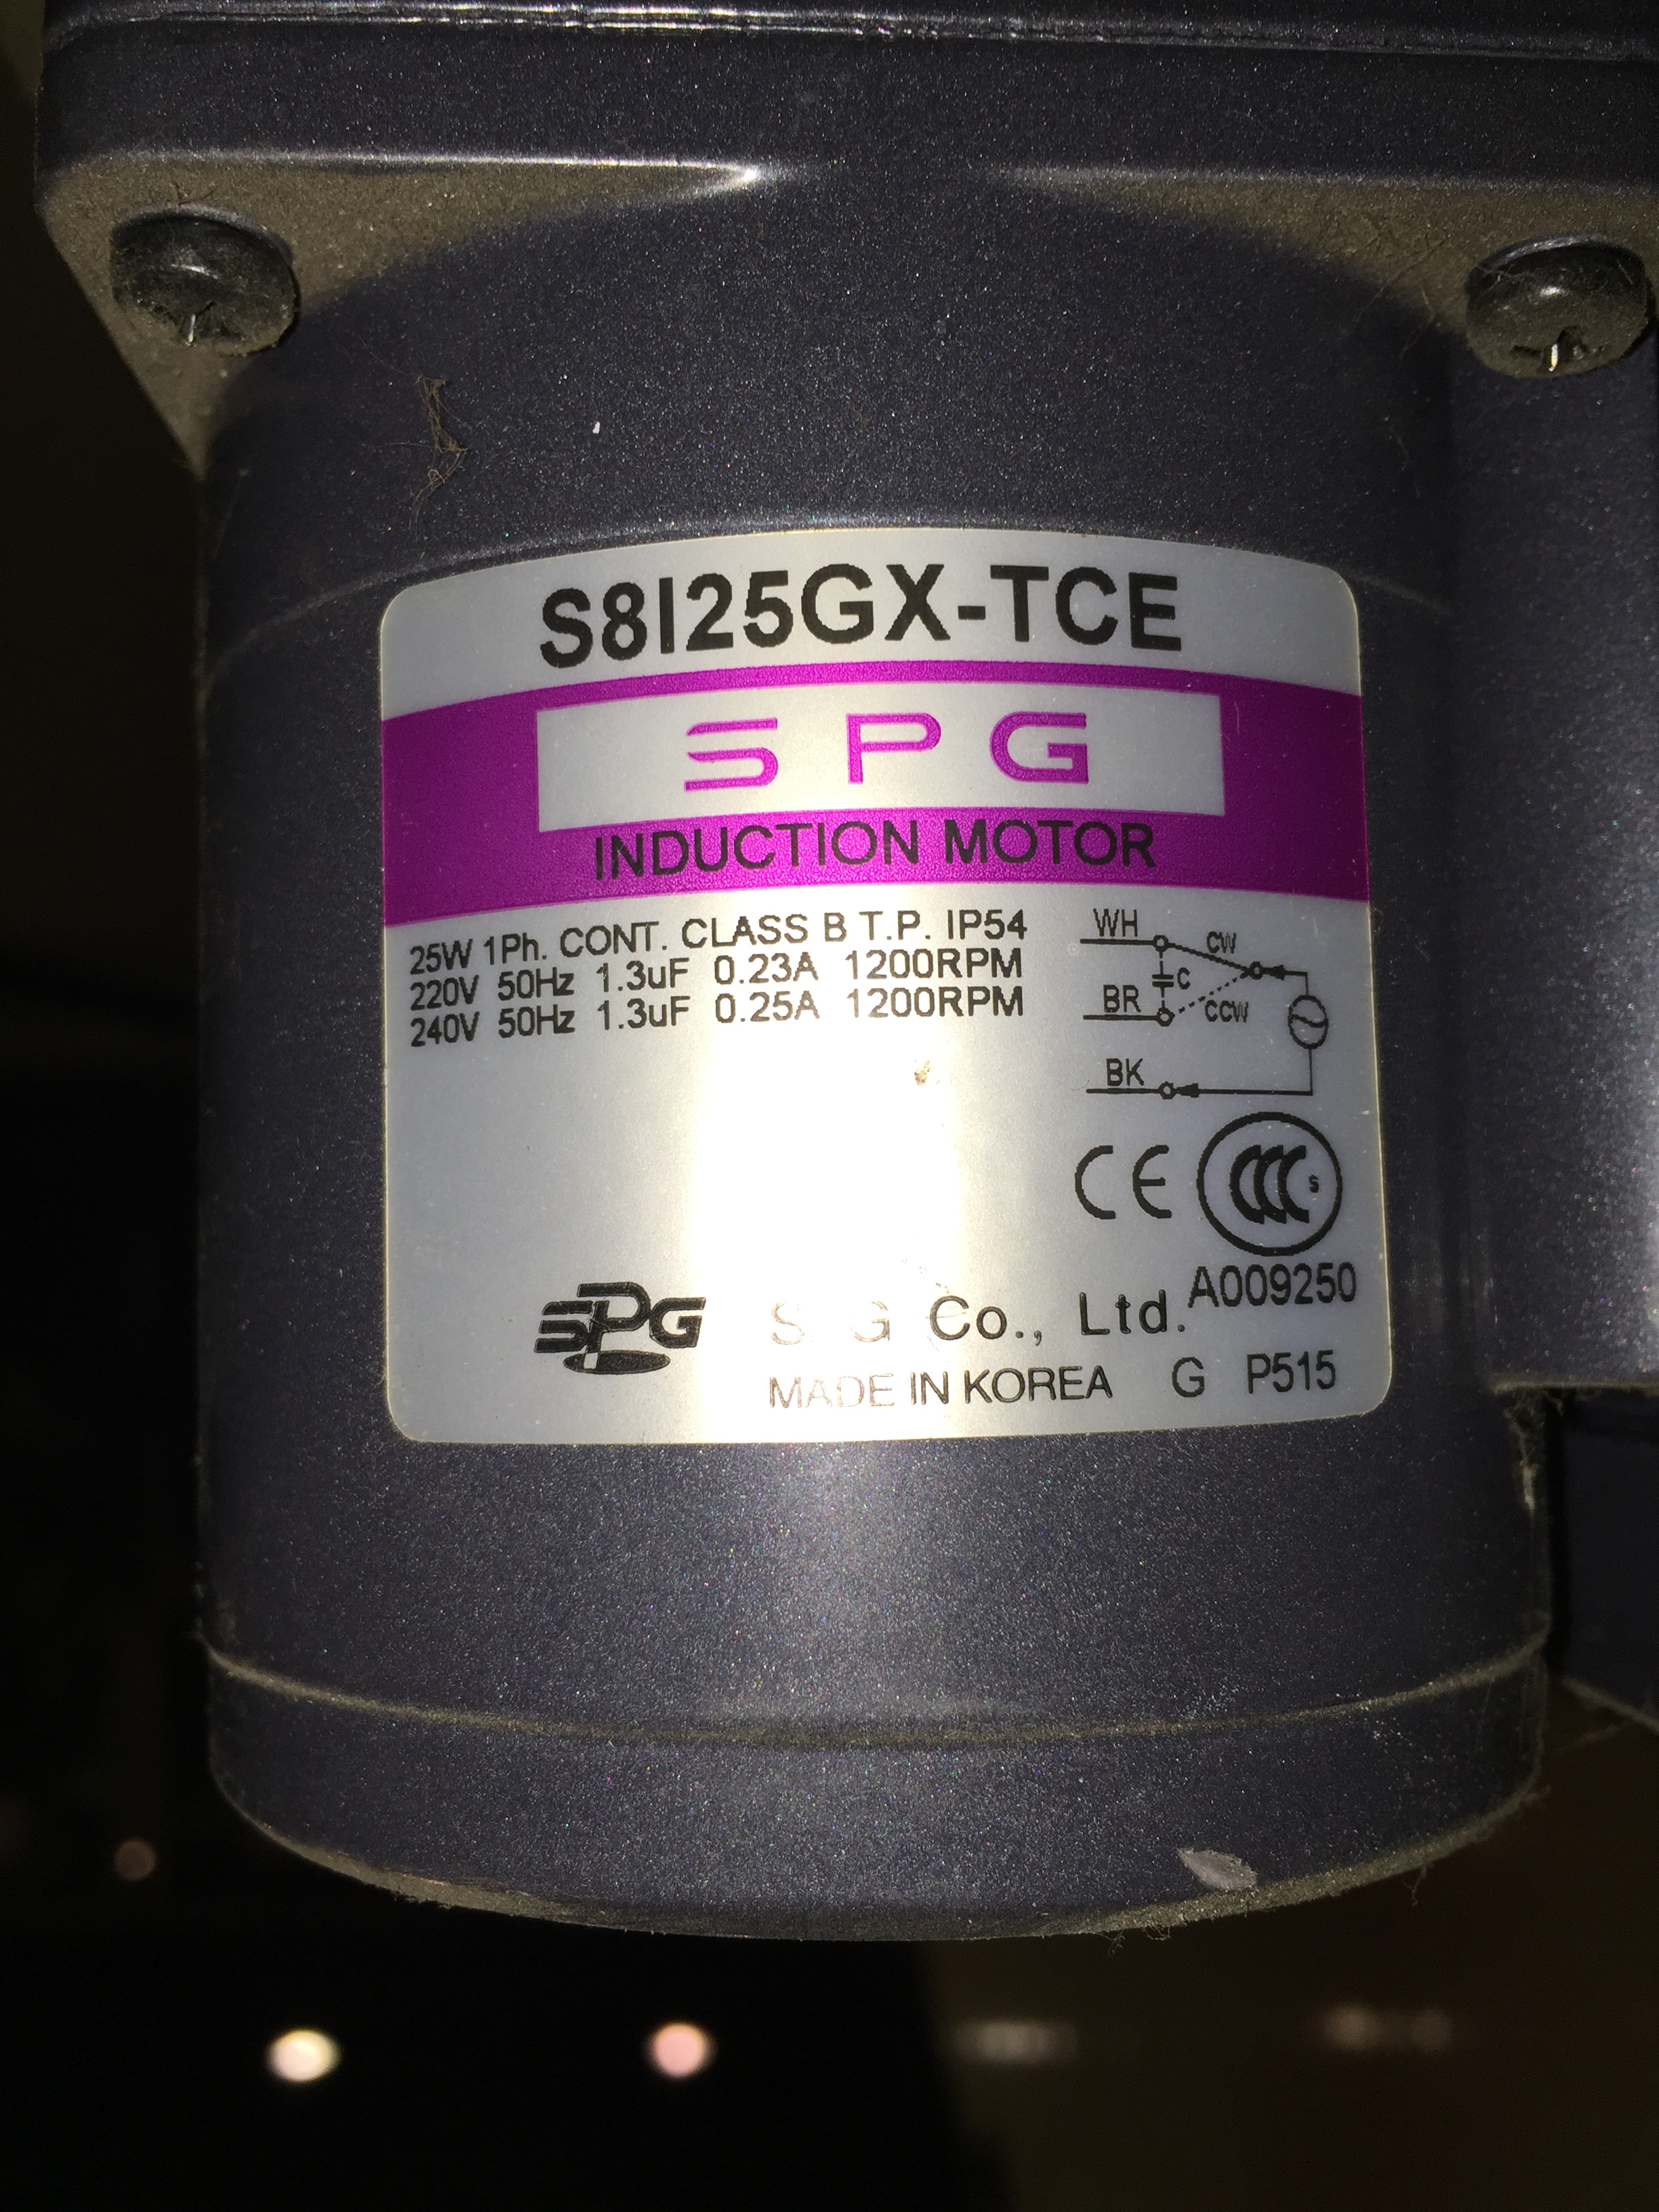 S8I25GX-TCE
SPG
INDUCTION MOTOR
25W 1Ph. CONT. CLASS B T.P. IP54
220V 50Hz 1.3uF 0.23A 1200RPM
240V 50Hz 1.3uF 0.25A 1200RPM
WH
CW
C
BR
CCW
BK
CE
CCC S
A009250
SPG
SPG Co., Ltd.
MADE IN KOREA G P515